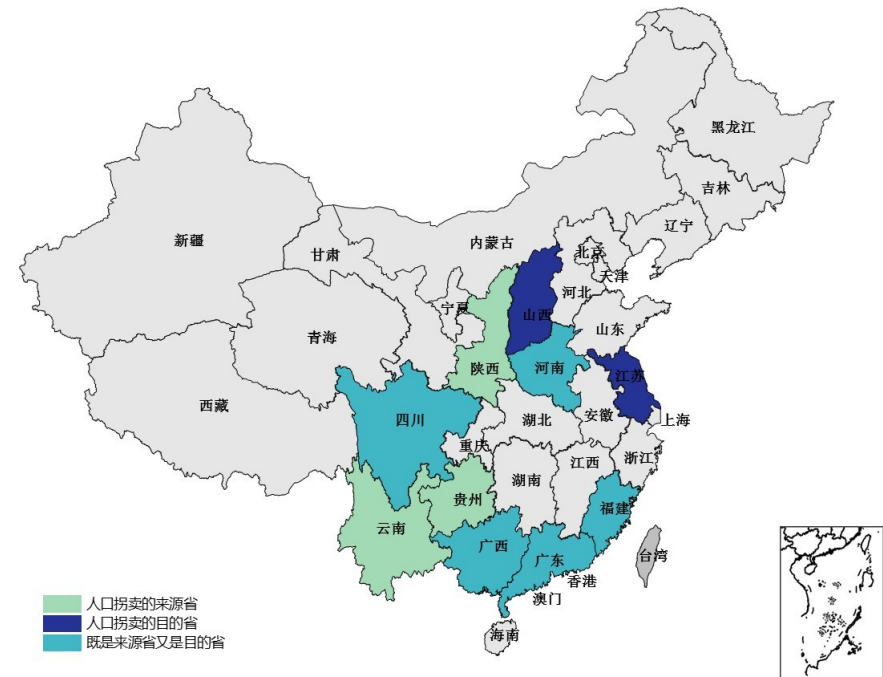 黑龙江
吉林
辽宁
新疆
内蒙古
甘肃
北京
天津
河北
宁夏
山西
山东
青海
陕西
河南
江苏
西藏
四川
湖北
安徽
上海
重庆
浙江
江西
湖南
贵州
福建
云南
广西
广东
台湾
香港
澳门
海南
人口拐卖的来源省
人口拐卖的目的省
既是来源省又是目的省